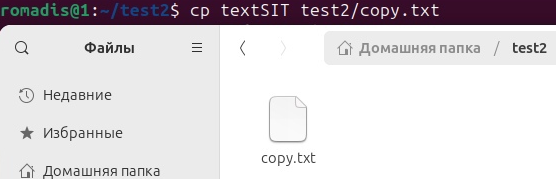 romadis@1:~/test2$ cp textSIT test2/copy.txt
Файлы
Домашняя папка / test2
Недавние
Избранные
Домашняя папка
copy.txt